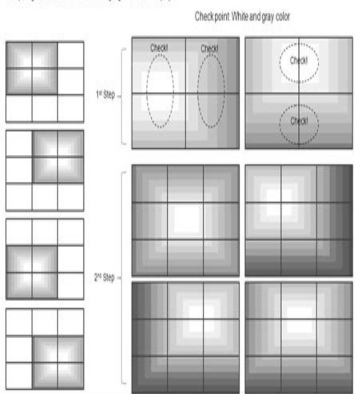 Check point: White and gray color
Check!
Check!
Check!
Check!
1st Step
2nd Step